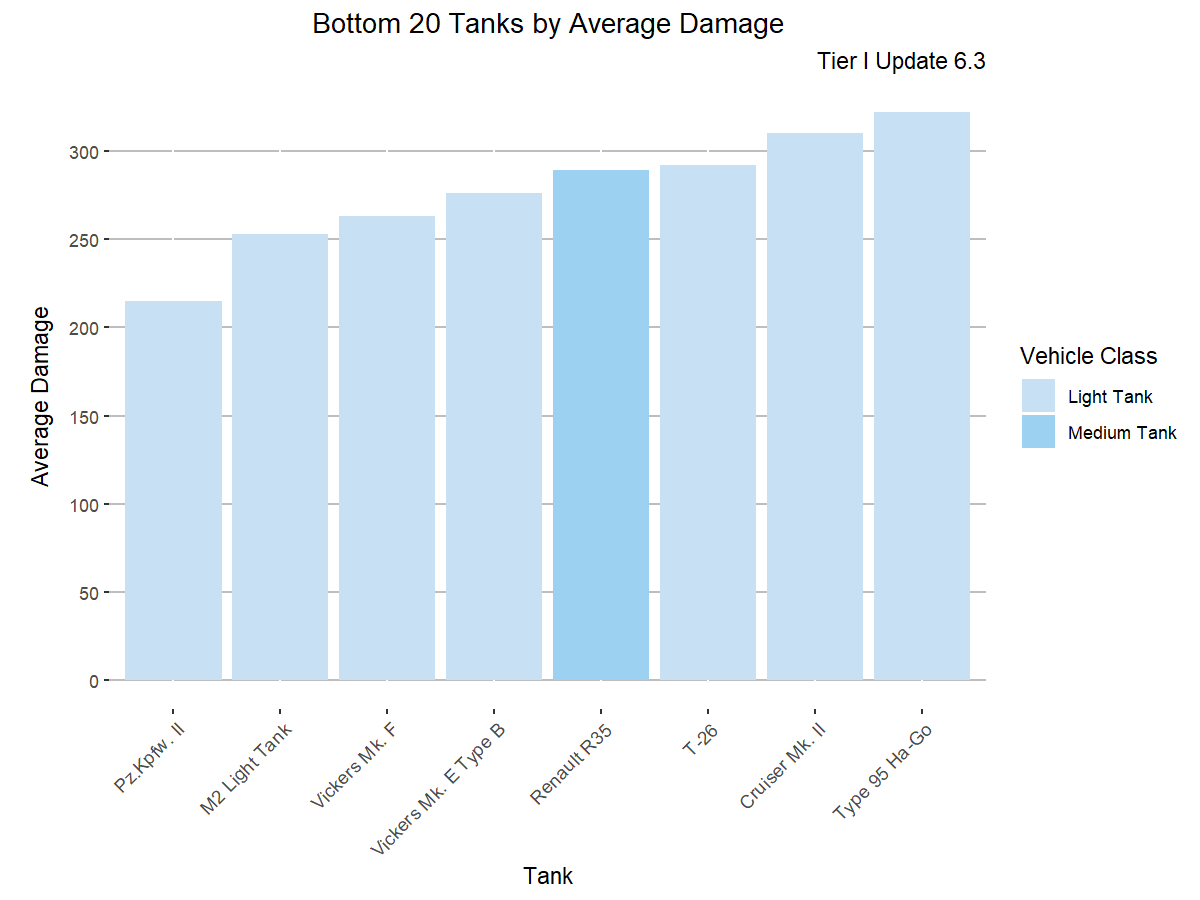 Bottom 20 Tanks by Average Damage
Tier I Update 6.3
Average Damage
300
250
200
150
100
50
0
Pz.Kpfw. II
M2 Light Tank
Vickers Mk. F
Vickers Mk. E Type B
Renault R35
T-26
Cruiser Mk. II
Type 95 Ha-Go
Tank
Vehicle Class
Light Tank
Medium Tank